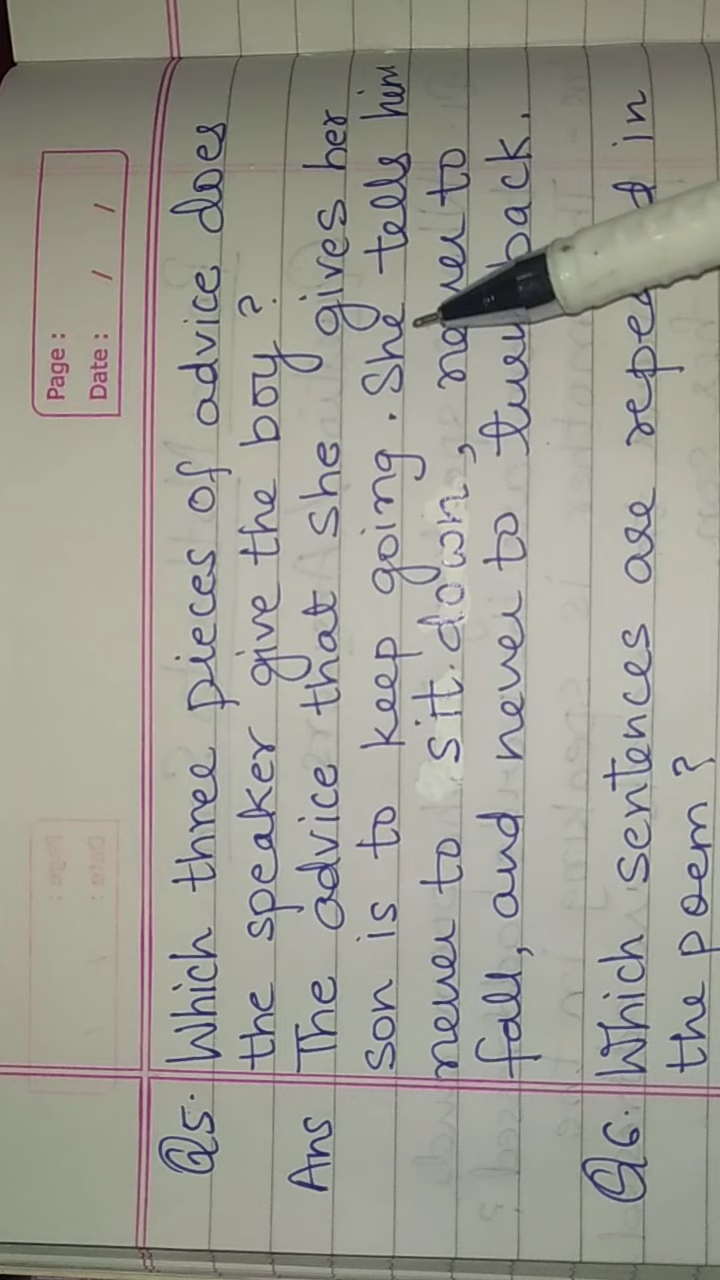 Page :
Date : / /
Q5. Which three pieces of advice does
the speaker give the boy?
Ans The advice that she gives her
son is to keep going. She tells him
never to sit down, never to
fall, and never to turn back.
Q6. Which sentences are in
the poem?